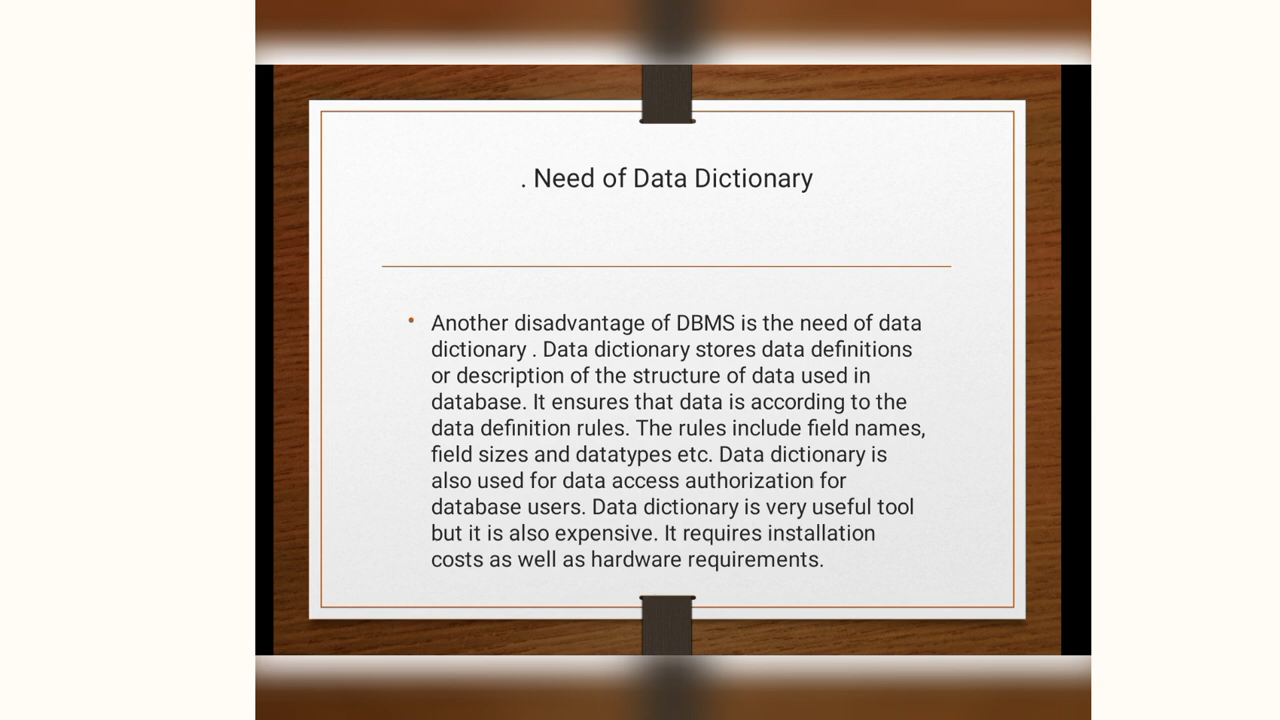 . Need of Data Dictionary
• Another disadvantage of DBMS is the need of data
dictionary . Data dictionary stores data definitions
or description of the structure of data used in
database. It ensures that data is according to the
data definition rules. The rules include field names,
field sizes and datatypes etc. Data dictionary is
also used for data access authorization for
database users. Data dictionary is very useful tool
but it is also expensive. It requires installation
costs as well as hardware requirements.